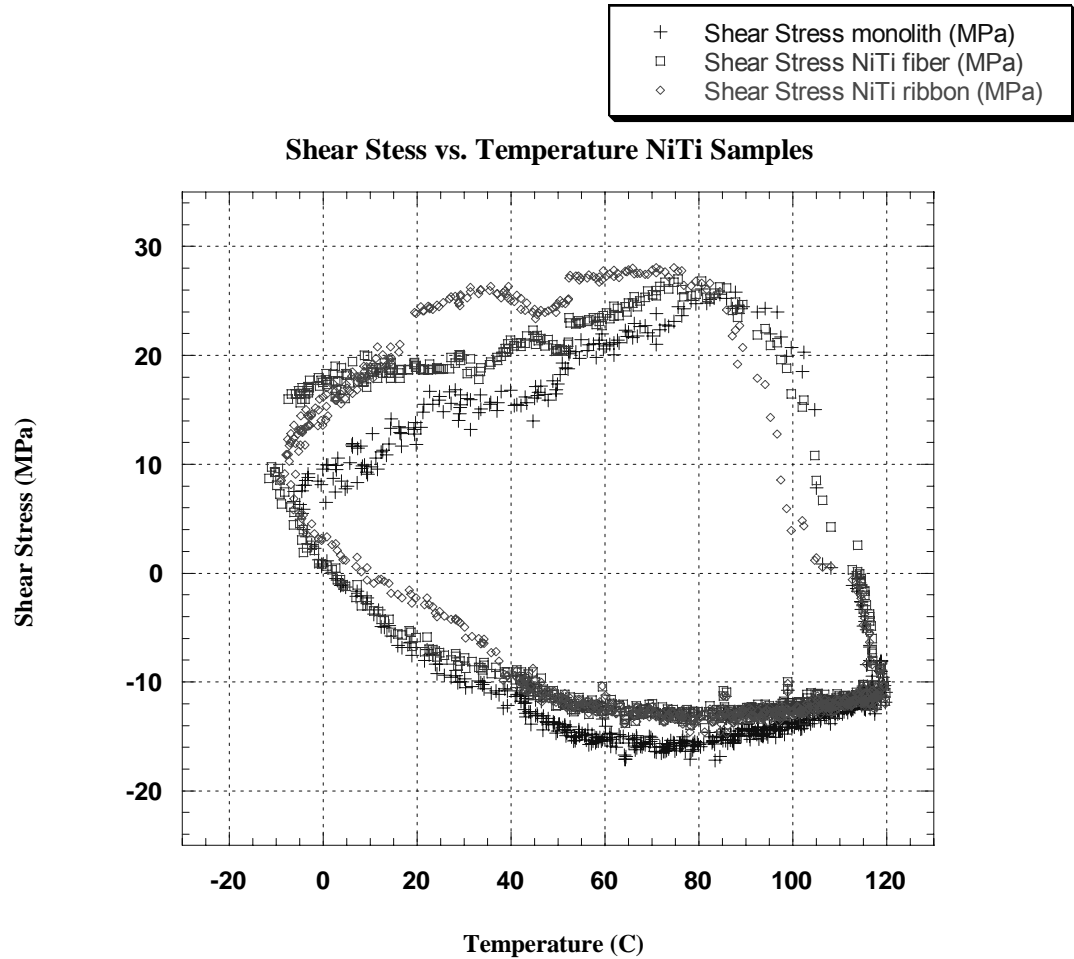 Shear Stress monolith (MPa)
Shear Stress NiTi fiber (MPa)
Shear Stress NiTi ribbon (MPa)
Shear Stess vs. Temperature NiTi Samples
Shear Stress (MPa)
30
20
10
0
-10
-20
-20 0 20 40 60 80 100 120
Temperature (C)